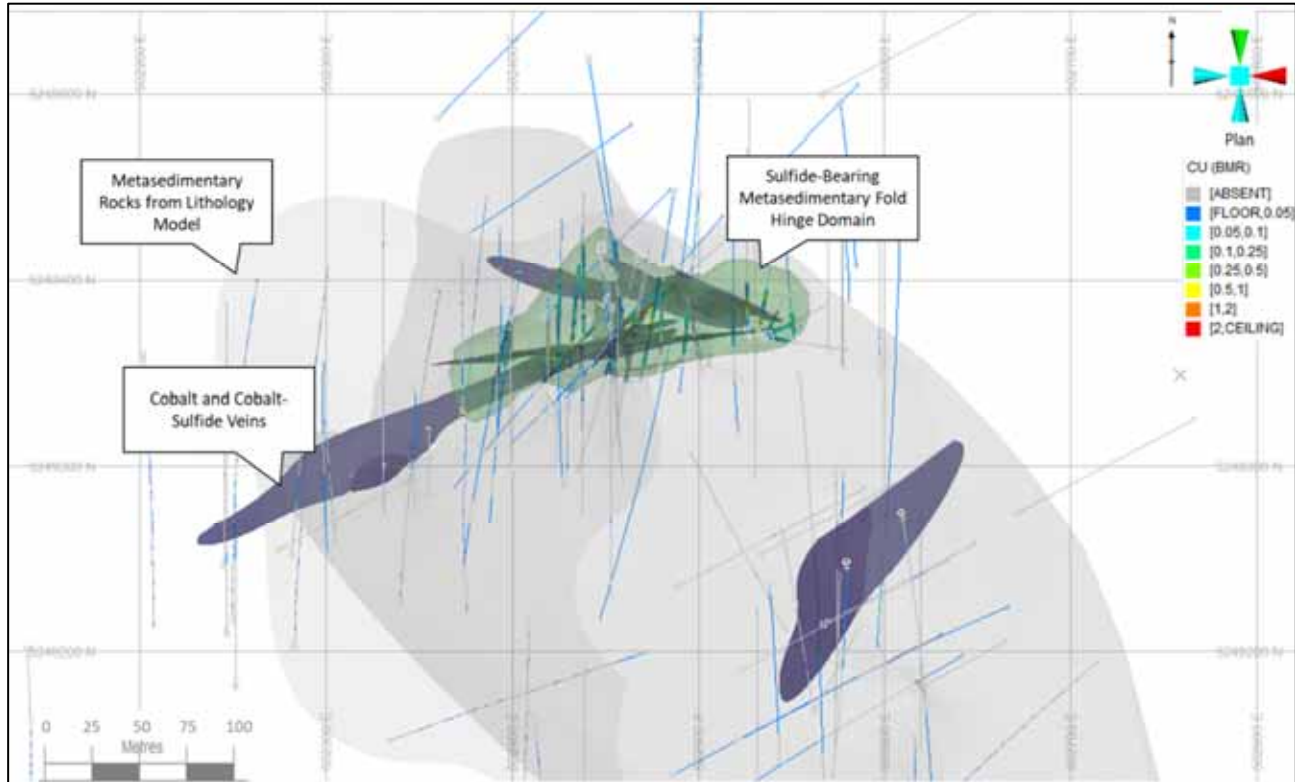 N
Plan
CU (BMR)
[ABSENT]
[FLOOR,0.05]
[0.05,0.1]
[0.1,0.25]
[0.25,0.5]
[0.5,1]
[1,2]
[2,CEILING]
Metasedimentary
Rocks from Lithology
Model
Sulfide-Bearing
Metasedimentary Fold
Hinge Domain
Cobalt and Cobalt-
Sulfide Veins
0 25 50 75 100
Metres